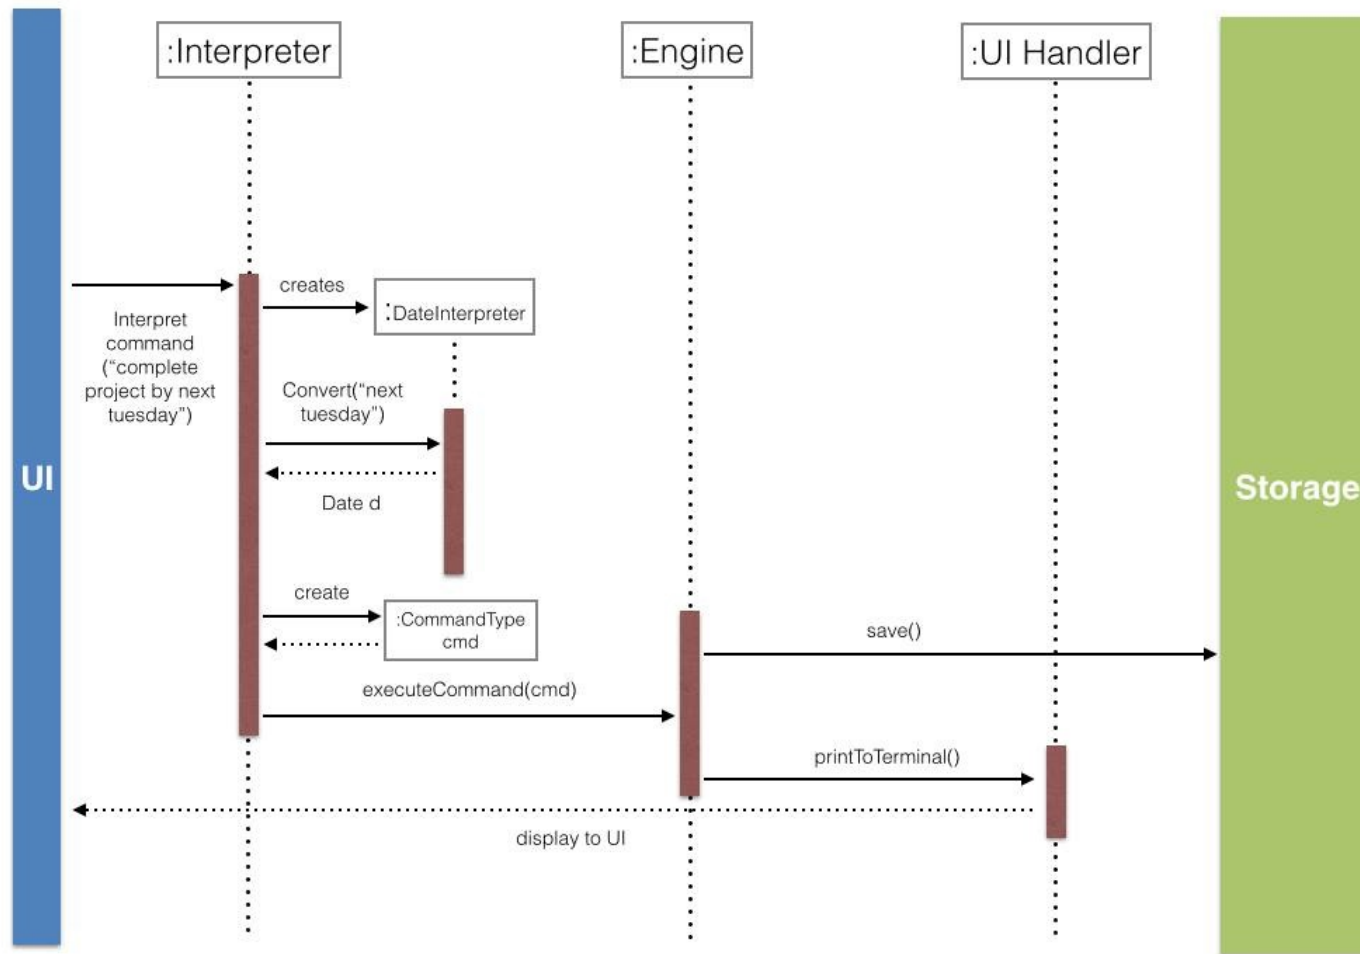 :Interpreter
:Engine
:UI Handler
creates
:DateInterpreter
Interpret
command
(“complete
project by next
tuesday”)
Convert(“next
tuesday”)
UI
Storage
Date d
create
:CommandType
cmd
save()
executeCommand(cmd)
printToTerminal()
display to UI